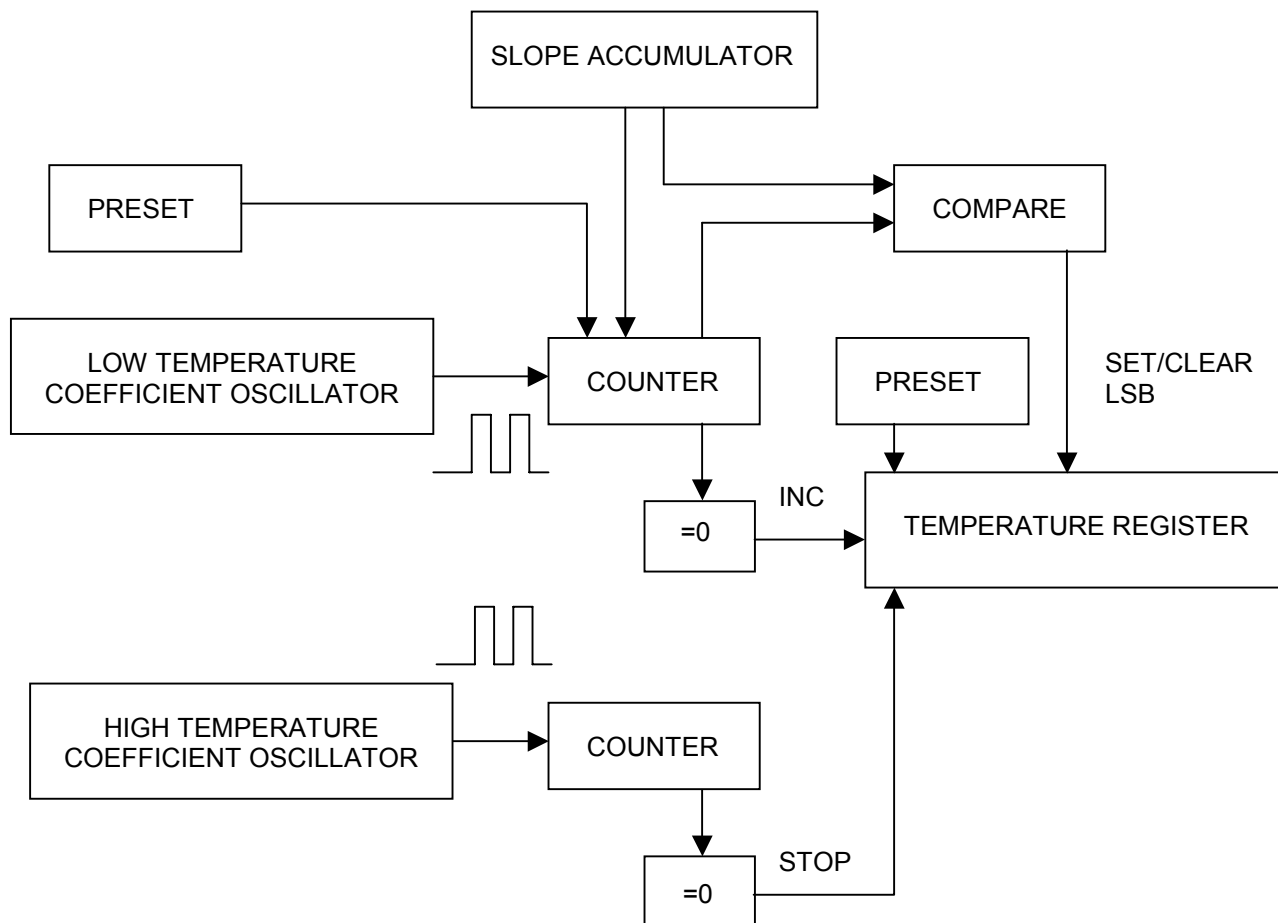 SLOPE ACCUMULATOR
PRESET
COMPARE
LOW TEMPERATURE
COEFFICIENT OSCILLATOR
COUNTER
PRESET
SET/CLEAR
LSB
=0
INC
TEMPERATURE REGISTER
HIGH TEMPERATURE
COEFFICIENT OSCILLATOR
COUNTER
=0
STOP